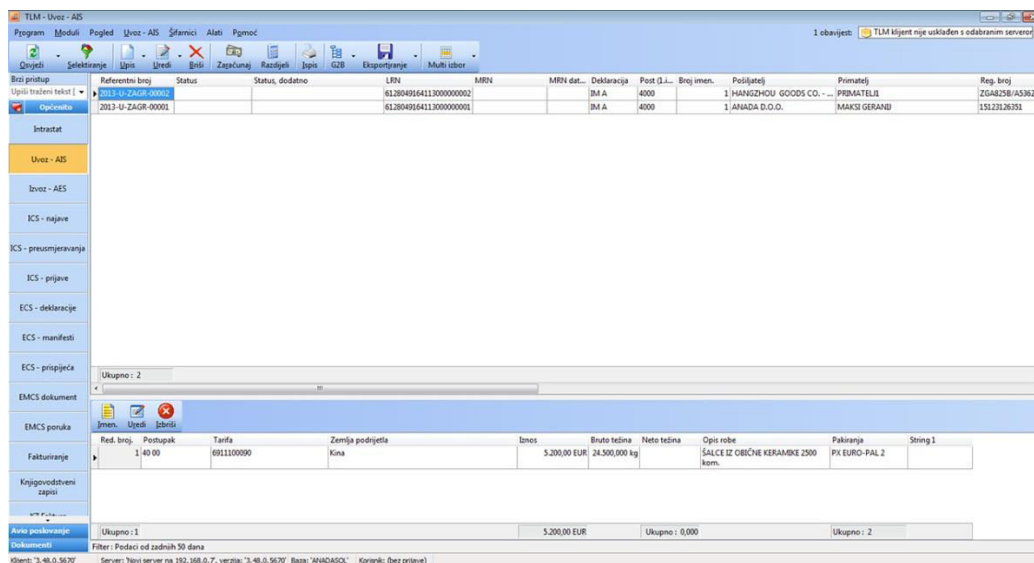 TLM - Uvoz - AIS
Program Moduli Pogled Uvoz - AIS Šifarnici Alati Pomoć
1 obavijest: TLM klijent nije usklađen s odabranim serverom
Osvježi Selektiranje Upis Uredi Briši Zaračunaj Razdijeli Ispis G2B Eksportiranje Multi izbor
Brzi pristup
Upiši traženi tekst [
Općenito
Intrastat
Uvoz - AIS
Izvoz - AES
ICS - najave
ICS - preusmjeravanja
ICS - prijave
ECS - deklaracije
ECS - manifesti
ECS - prispijeća
EMCS dokument
EMCS poruka
Fakturiranje
Knjigovodstveni
zapisi
Avio poslovanje
Dokumenti
Referentni broj Status Status, dodatno LRN MRN MRN dat... Deklaracija Post (1.i... Broj imen. Pošiljatelj Primatelj Reg. broj
2013-U-ZAGR-00002 6128049164113000000002 IM A 4000 1 HANGZHOU GOODS CO. - ... PRIMATELJ1 ZGA825B/A5362
2013-U-ZAGR-00001 6128049164113000000001 IM A 4000 1 ANADA D.O.O. MAKSI GERANIJ 15123126351
Ukupno : 2
Imen. Uredi Izbriši
Red. broj. Postupak Tarifa Zemlja podrijetla Iznos Bruto težina Neto težina Opis robe Pakiranja String 1
1 40 00 6911100090 Kina 5.200,00 EUR 24.500,000 kg ŠALCE IZ OBIČNE KERAMIKE 2500 PX EURO-PAL 2
kom.
Ukupno : 1 5.200,00 EUR Ukupno : 0,000 Ukupno : 2
Filter : Podaci od zadnjih 50 dana
Klijent: '3.48.0.5670' Server: 'Novi server na 192.168.0.7', verzija: '3.48.0.5670' Baza: 'ANADASQL' Korisnik: (bez prijave)